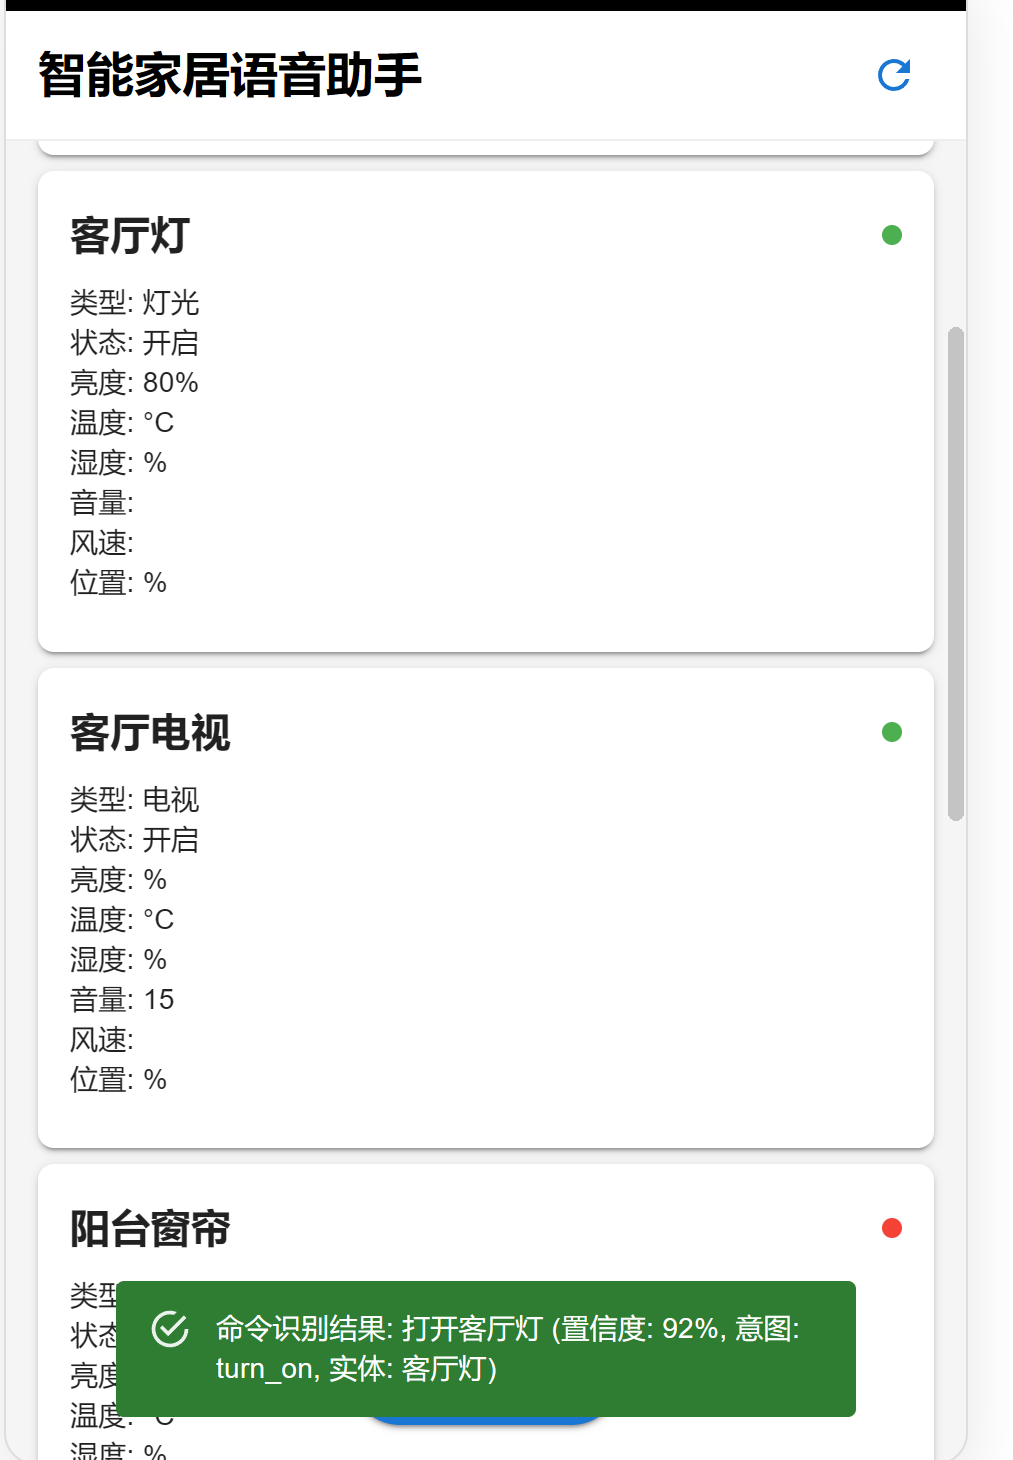 智能家居语音助手
客厅灯
类型: 灯光
状态: 开启
亮度: 80%
温度: °C
湿度: %
音量:
风速:
位置: %
客厅电视
类型: 电视
状态: 开启
亮度: %
温度: °C
湿度: %
音量: 15
风速:
位置: %
阳台窗帘
类型
状态
亮度
温度: °C
湿度: %
命令识别结果: 打开客厅灯 (置信度: 92%, 意图:
turn_on, 实体: 客厅灯)